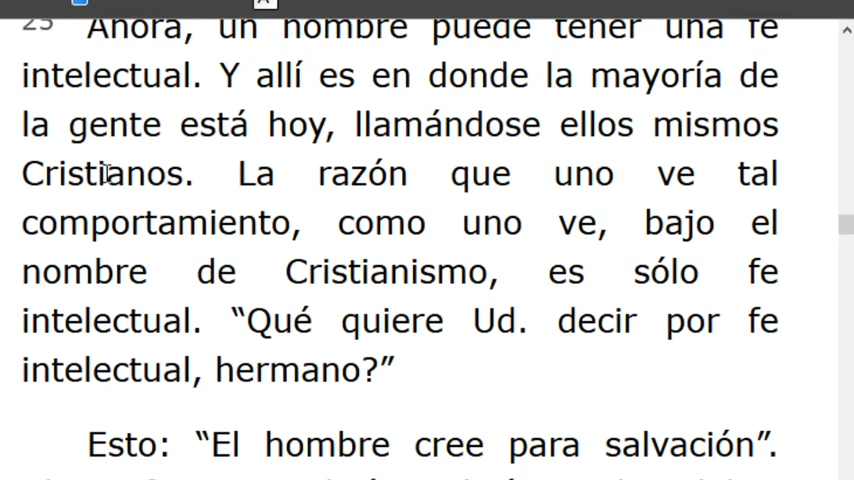 25 Ahora, un hombre puede tener una fe
intelectual. Y allí es en donde la mayoría de
la gente está hoy, llamándose ellos mismos
Cristianos. La razón que uno ve tal
comportamiento, como uno ve, bajo el
nombre de Cristianismo, es sólo fe
intelectual. “Qué quiere Ud. decir por fe
intelectual, hermano?”
Esto: “El hombre cree para salvación”.